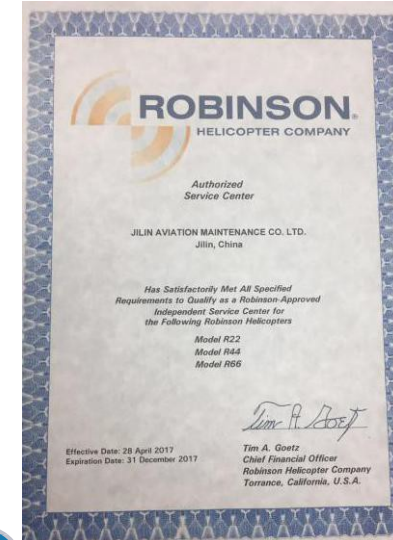 ROBINSON®
HELICOPTER COMPANY
Authorized
Service Center
JILIN AVIATION MAINTENANCE CO. LTD.
Jilin, China
Has Satisfactorily Met All Specified
Requirements to Qualify as a Robinson-Approved
Independent Service Center for
the Following Robinson Helicopters
Model R22
Model R44
Model R66
Tim A. Goetz
Effective Date: 28 April 2017
Expiration Date: 31 December 2017
Tim A. Goetz
Chief Financial Officer
Robinson Helicopter Company
Torrance, California, U.S.A.